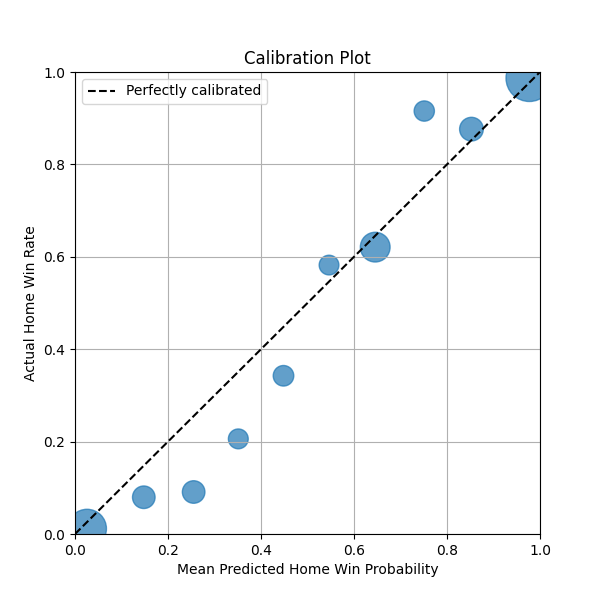 Calibration Plot
Perfectly calibrated
1.0
0.8
0.6
0.4
0.2
0.0
0.0 0.2 0.4 0.6 0.8 1.0
Actual Home Win Rate
Mean Predicted Home Win Probability